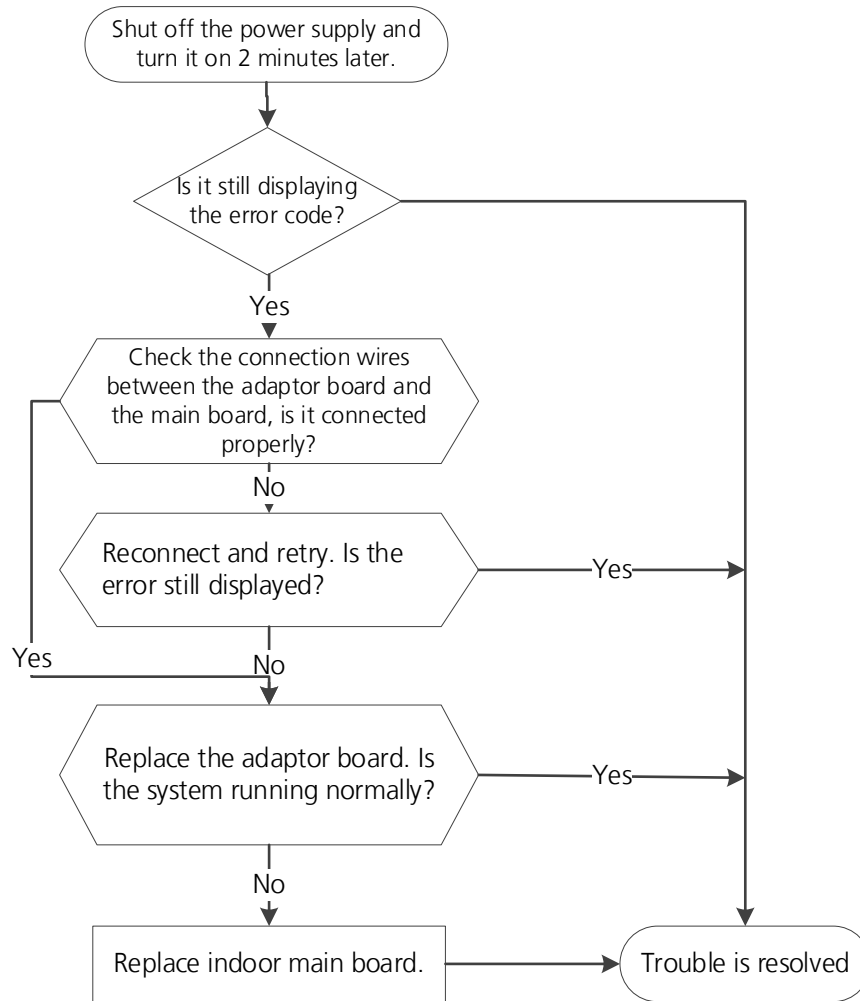 Shut off the power supply and
turn it on 2 minutes later.
Is it still displaying
the error code?
Yes
Check the connection wires
between the adaptor board and
the main board, is it connected
properly?
No
Reconnect and retry. Is the
error still displayed?
Yes
Yes
No
Replace the adaptor board. Is
the system running normally?
Yes
No
Replace indoor main board.
Trouble is resolved